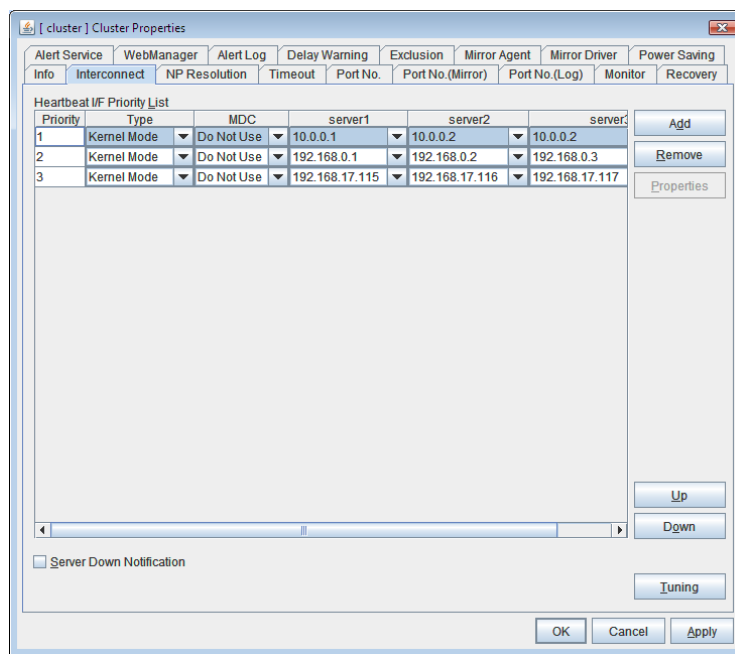 [ cluster ] Cluster Properties
Alert Service WebManager Alert Log Delay Warning Exclusion Mirror Agent Mirror Driver Power Saving
Info Interconnect NP Resolution Timeout Port No. Port No.(Mirror) Port No.(Log) Monitor Recovery
Heartbeat I/F Priority List
Priority Type MDC server1 server2 server3
1 Kernel Mode Do Not Use 10.0.0.1 10.0.0.2 10.0.0.2
2 Kernel Mode Do Not Use 192.168.0.1 192.168.0.2 192.168.0.3
3 Kernel Mode Do Not Use 192.168.17.115 192.168.17.116 192.168.17.117
Add
Remove
Properties
Up
Down
Server Down Notification
Tuning
OK Cancel Apply